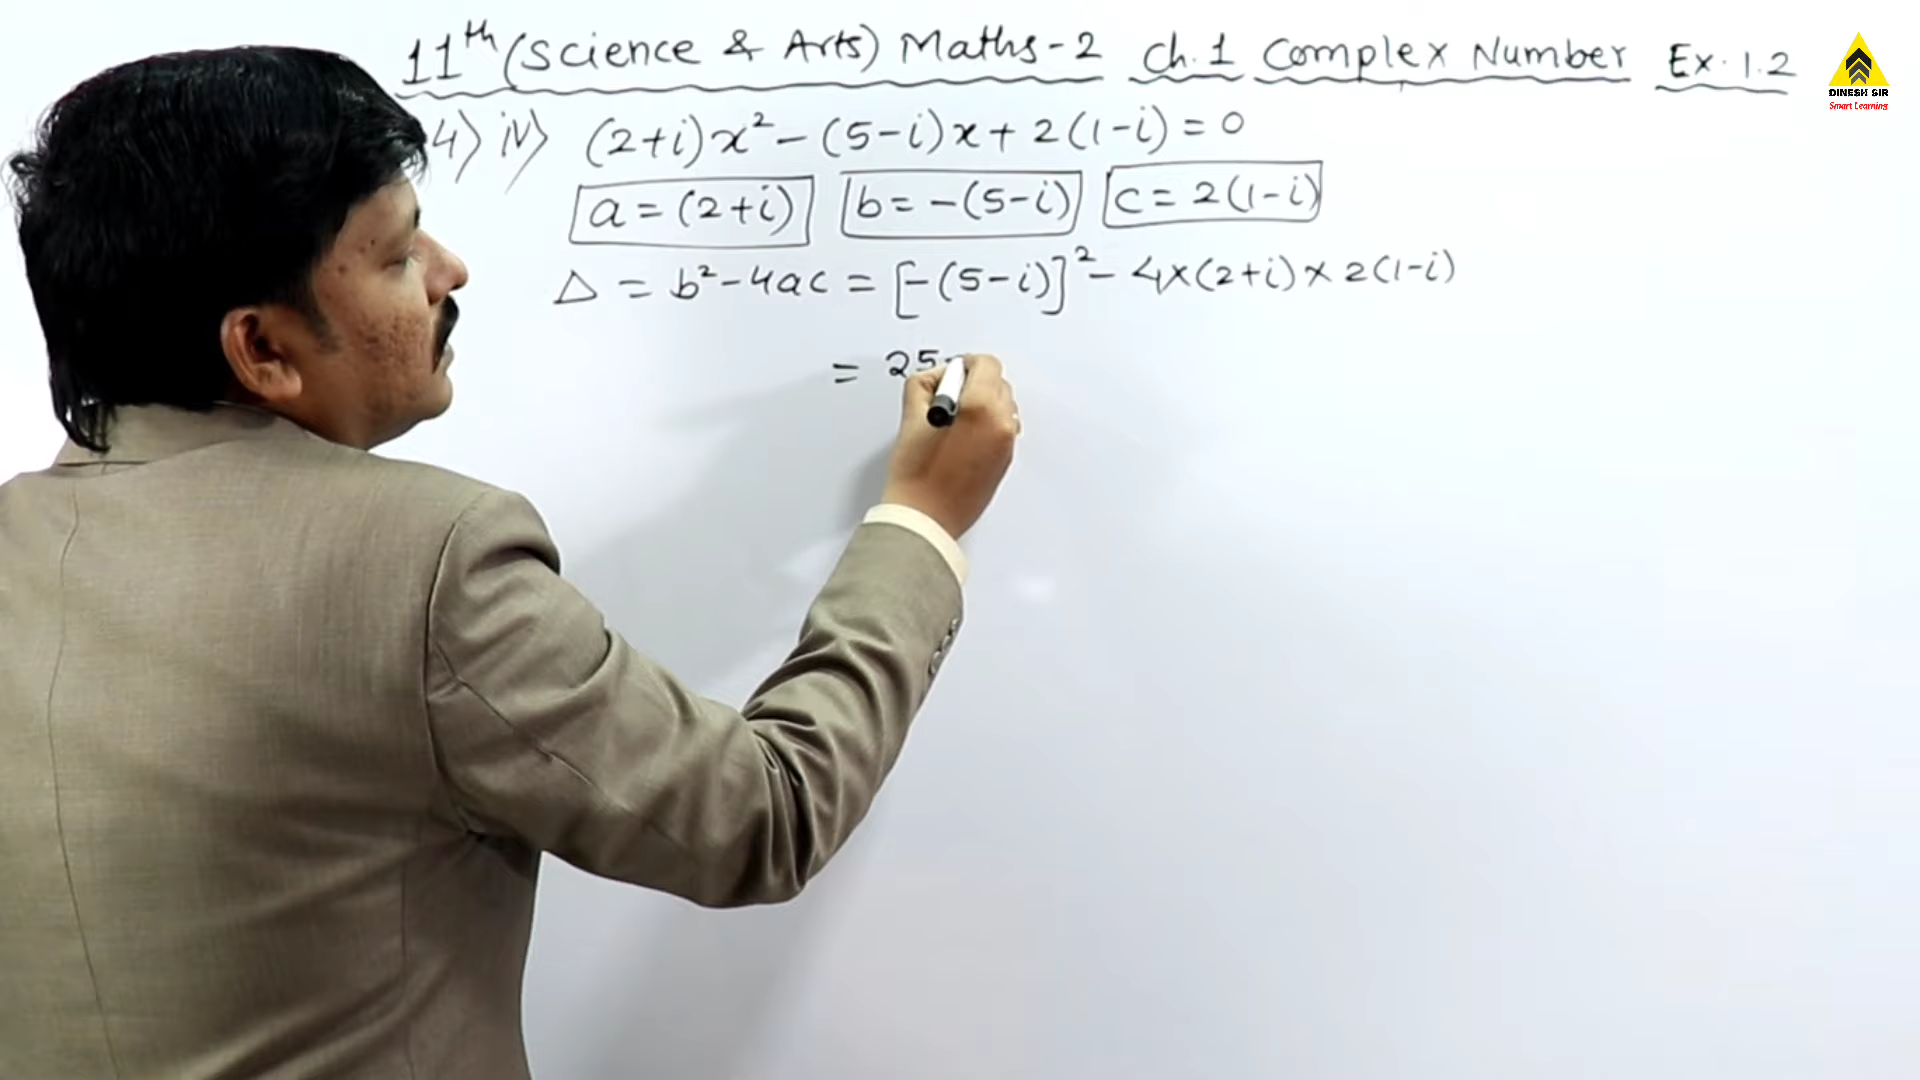 11th (Science & Arts) Maths-2 Ch.1 Complex Number Ex. 1.2
DINESH SIR
Smart Learning
4) iv) (2+i)x² - (5-i)x + 2(1-i) = 0
a = (2+i) b = -(5-i) c = 2(1-i)
Δ = b² - 4ac = [-(5-i)]² - 4×(2+i)×2(1-i)
= 25-